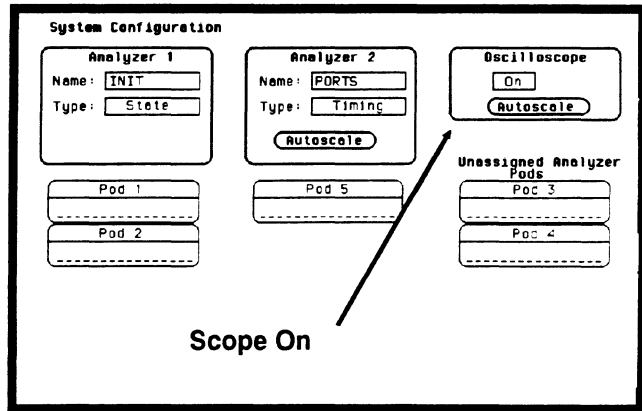 System Configuration
Analyzer 1
Name: INIT
Type: State
Analyzer 2
Name: PORTS
Type: Timing
Autoscale
Oscilloscope
On
Autoscale
Pod 1
Pod 2
Pod 5
Unassigned Analyzer
Pods
Pod 3
Pod 4
Scope On